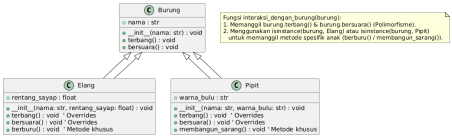 Burung
nama : str
__init__(nama: str) : void
terbang() : void
bersuara() : void
Fungsi interaksi_dengan_burung(burung):
1. Memanggil burung.terbang() & burung.bersuara() (Polimorfisme).
2. Menggunakan isinstance(burung, Elang) atau isinstance(burung, Pipit)
untuk memanggil metode spesifik anak (berburu() / membangun_sarang()).
Elang
rentang_sayap : float
__init__(nama: str, rentang_sayap: float) : void
terbang() : void ' Overrides
bersuara() : void ' Overrides
berburu() : void ' Metode khusus
Pipit
warna_bulu : str
__init__(nama: str, warna_bulu: str) : void
terbang() : void ' Overrides
bersuara() : void ' Overrides
membangun_sarang() : void ' Metode khusus